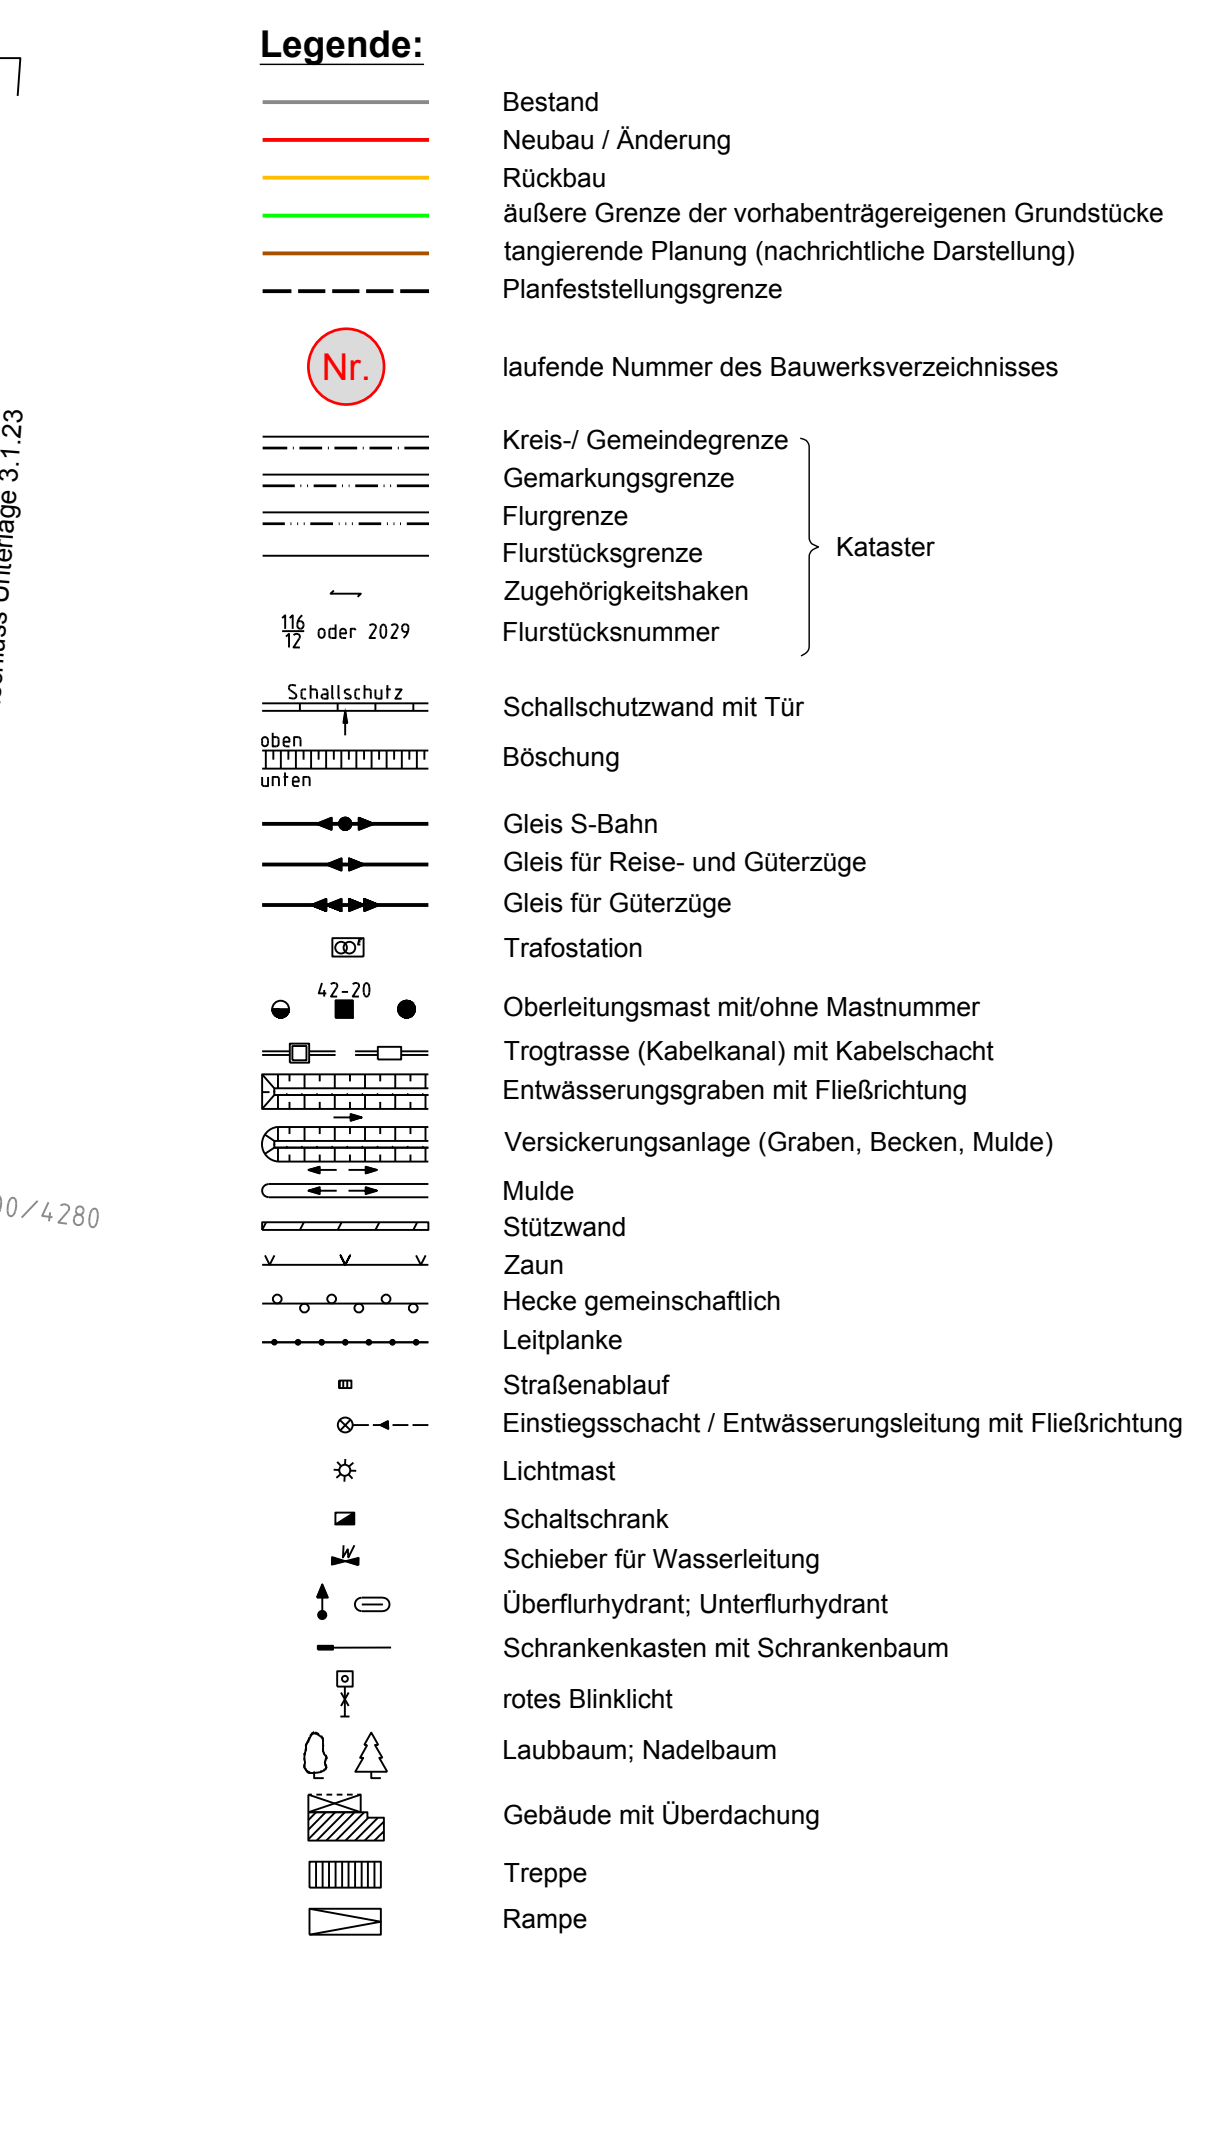 Legende:
Bestand
Neubau / Änderung
Rückbau
äußere Grenze der vorhabenträgereigenen Grundstücke
tangierende Planung (nachrichtliche Darstellung)
Planfeststellungsgrenze
Nr.
laufende Nummer des Bauwerksverzeichnisses
Kreis-/ Gemeindegrenze
Gemarkungsgrenze
Flurgrenze
Flurstücksgrenze
Kataster
Zugehörigkeitshaken
116
12 oder 2029
Flurstücksnummer
Schallschutz
Schallschutzwand mit Tür
oben
Böschung
unten
Gleis S-Bahn
Gleis für Reise- und Güterzüge
Gleis für Güterzüge
Trafostation
42-20
Oberleitungsmast mit/ohne Mastnummer
Trogtrasse (Kabelkanal) mit Kabelschacht
Entwässerungsgraben mit Fließrichtung
Versickerungsanlage (Graben, Becken, Mulde)
Mulde
Stützwand
Zaun
Hecke gemeinschaftlich
Leitplanke
Straßenablauf
Einstiegsschacht / Entwässerungsleitung mit Fließrichtung
Lichtmast
Schaltschrank
W
Schieber für Wasserleitung
Überflurhydrant; Unterflurhydrant
Schrankenkasten mit Schrankenbaum
rotes Blinklicht
Laubbaum; Nadelbaum
Gebäude mit Überdachung
Treppe
Rampe
Unterlage 3.1.23
0/4280